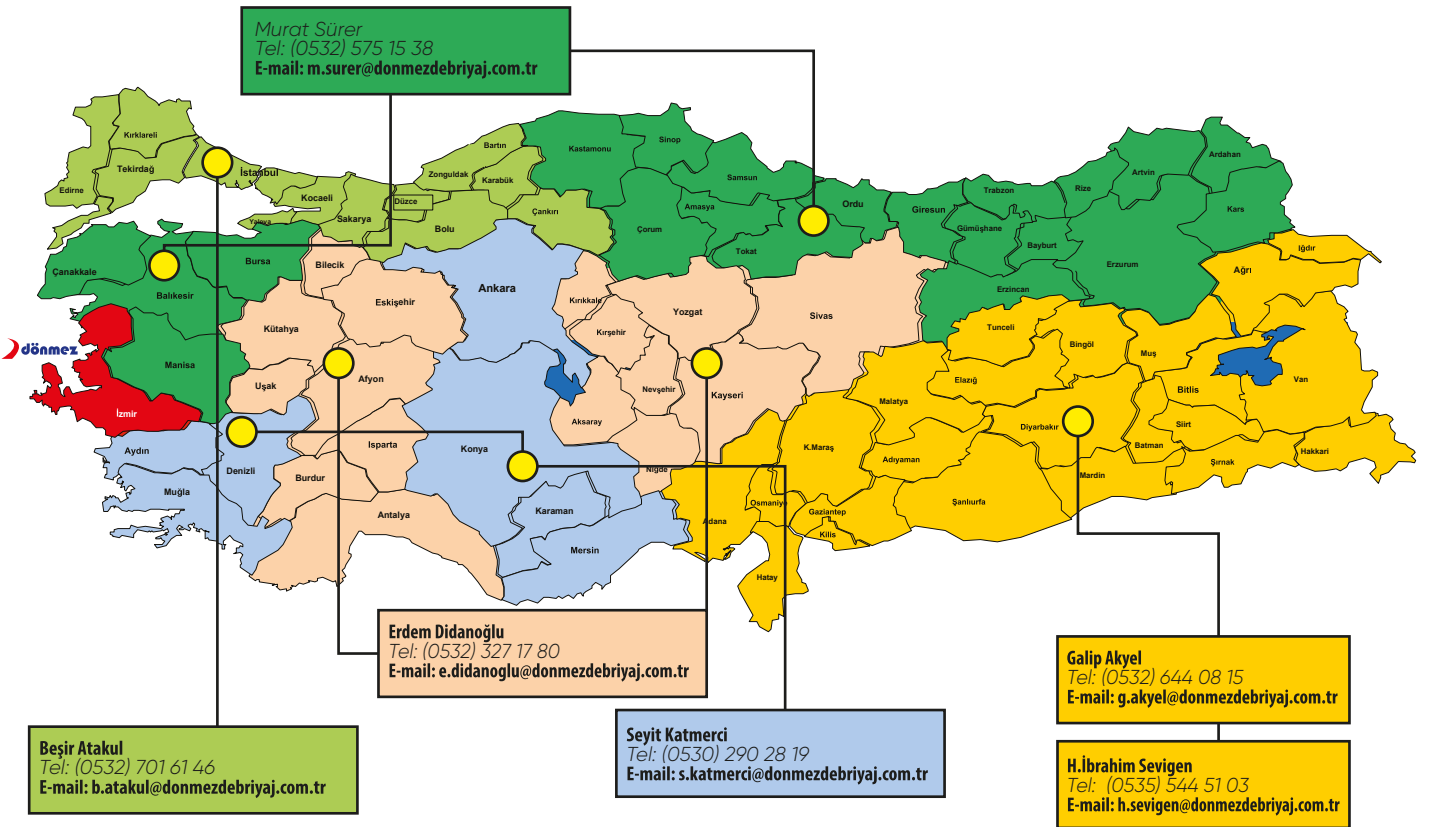 Murat Sürer
Tel: (0532) 575 15 38
E-mail: m.surer@donmezdebriyaj.com.tr
Kırklareli
Tekirdağ
Edirne
İstanbul
Kocaeli
Yalova
Sakarya
Düzce
Bolu
Zonguldak
Bartın
Karabük
Çankırı
Kastamonu
Sinop
Samsun
Amasya
Çorum
Tokat
Ordu
Giresun
Trabzon
Gümüşhane
Bayburt
Rize
Artvin
Ardahan
Kars
Erzurum
Erzincan
Iğdır
Ağrı
Çanakkale
Balıkesir
Bursa
Manisa
dönmez
İzmir
Bilecik
Eskişehir
Kütahya
Uşak
Afyon
Isparta
Burdur
Antalya
Ankara
Konya
Karaman
Mersin
Aydın
Denizli
Muğla
Kırıkkale
Kırşehir
Yozgat
Sivas
Nevşehir
Kayseri
Aksaray
Niğde
Tunceli
Bingöl
Muş
Elazığ
Malatya
Bitlis
Van
Diyarbakır
Batman
Siirt
Şırnak
Hakkari
Mardin
K.Maraş
Adıyaman
Şanlıurfa
Gaziantep
Kilis
Osmaniye
Adana
Hatay
Erdem Didanoğlu
Tel: (0532) 327 17 80
E-mail: e.didanoglu@donmezdebriyaj.com.tr
Galip Akyel
Tel: (0532) 644 08 15
E-mail: g.akyel@donmezdebriyaj.com.tr
Beşir Atakul
Tel: (0532) 701 61 46
E-mail: b.atakul@donmezdebriyaj.com.tr
Seyit Katmerci
Tel: (0530) 290 28 19
E-mail: s.katmerci@donmezdebriyaj.com.tr
H.İbrahim Sevigen
Tel: (0535) 544 51 03
E-mail: h.sevigen@donmezdebriyaj.com.tr